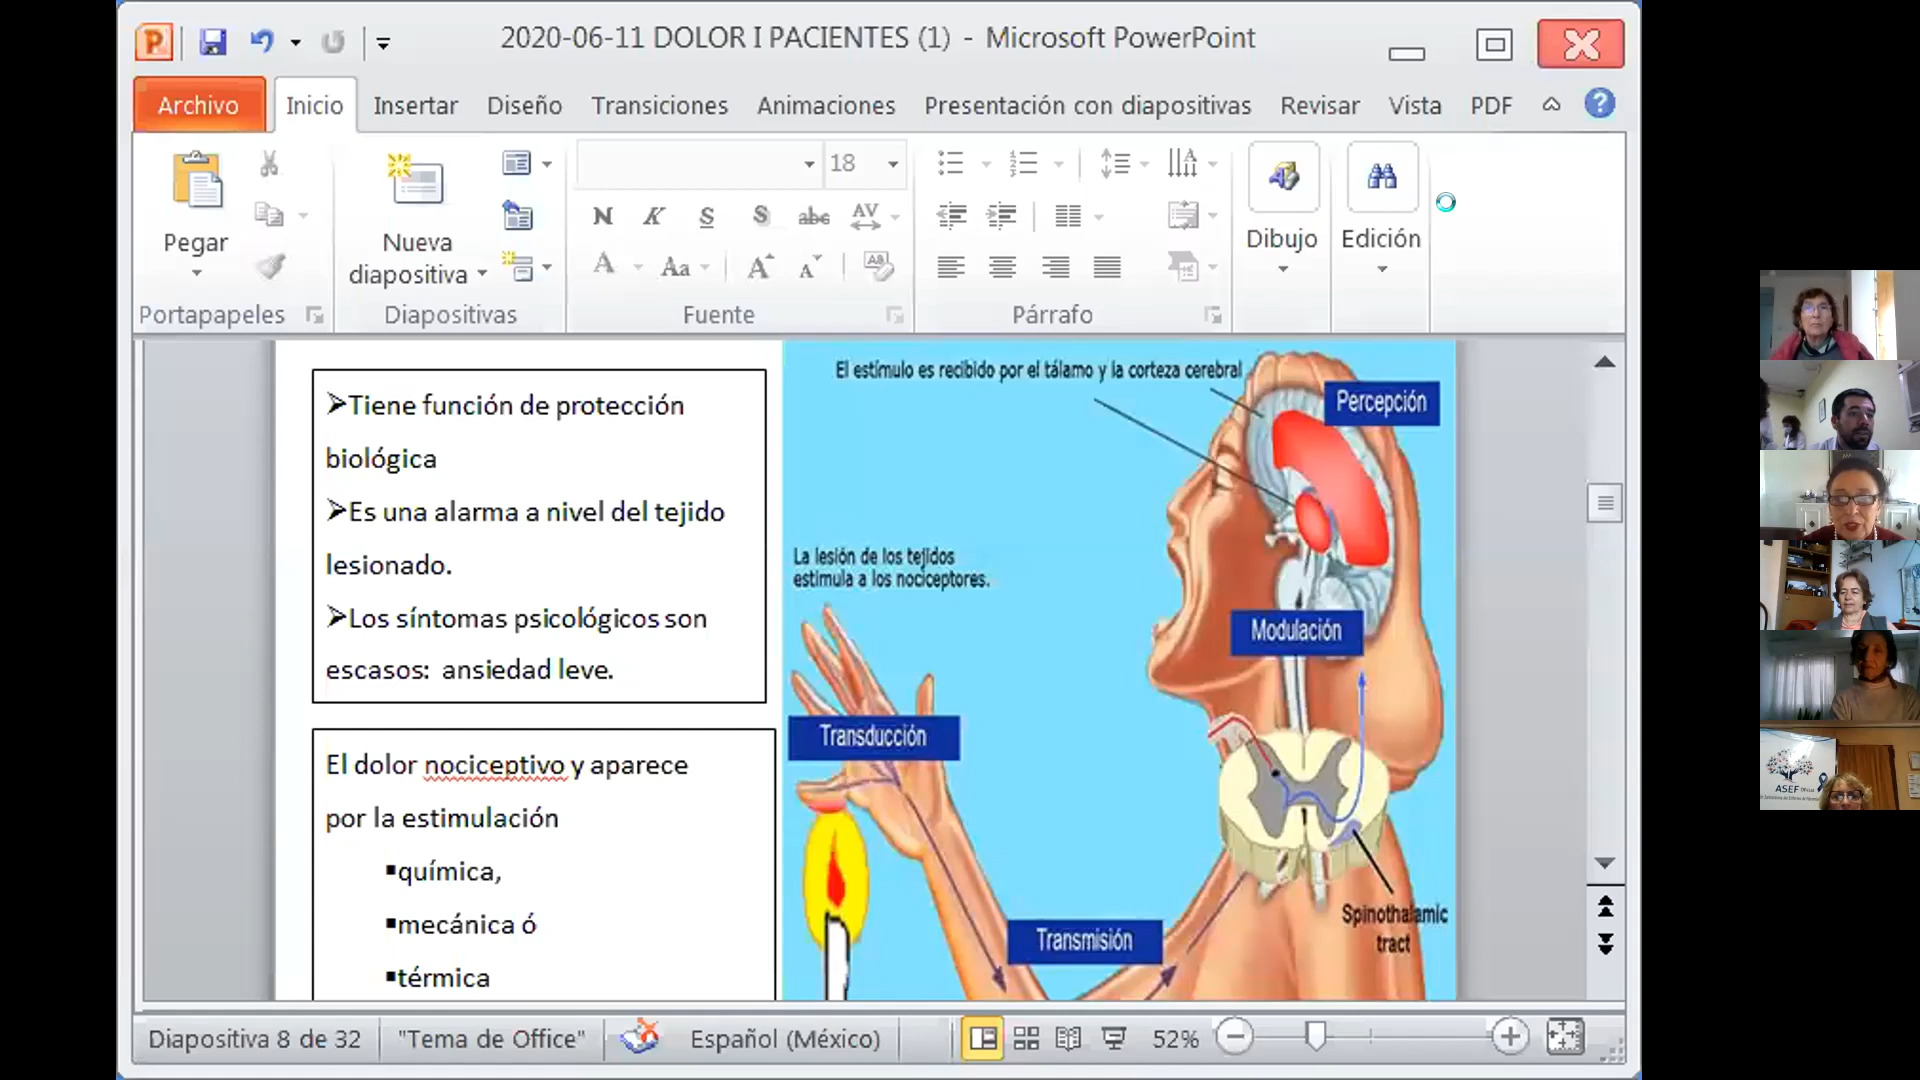 2020-06-11 DOLOR I PACIENTES (1) - Microsoft PowerPoint
Archivo Inicio Insertar Diseño Transiciones Animaciones Presentación con diapositivas Revisar Vista PDF
18
Pegar
Nueva
diapositiva
N K S S abc AV
A Aa A A
Dibujo Edición
Portapapeles Diapositivas Fuente Párrafo
➢Tiene función de protección
biológica
➢Es una alarma a nivel del tejido
lesionado.
➢Los síntomas psicológicos son
escasos: ansiedad leve.
El dolor nociceptivo y aparece
por la estimulación
▪química,
▪mecánica ó
▪térmica
El estímulo es recibido por el tálamo y la corteza cerebral
Percepción
La lesión de los tejidos
estimula a los nociceptores.
Modulación
Transducción
Transmisión
Spinothalamic
tract
ASEF
Diapositiva 8 de 32 "Tema de Office" Español (México) 52%